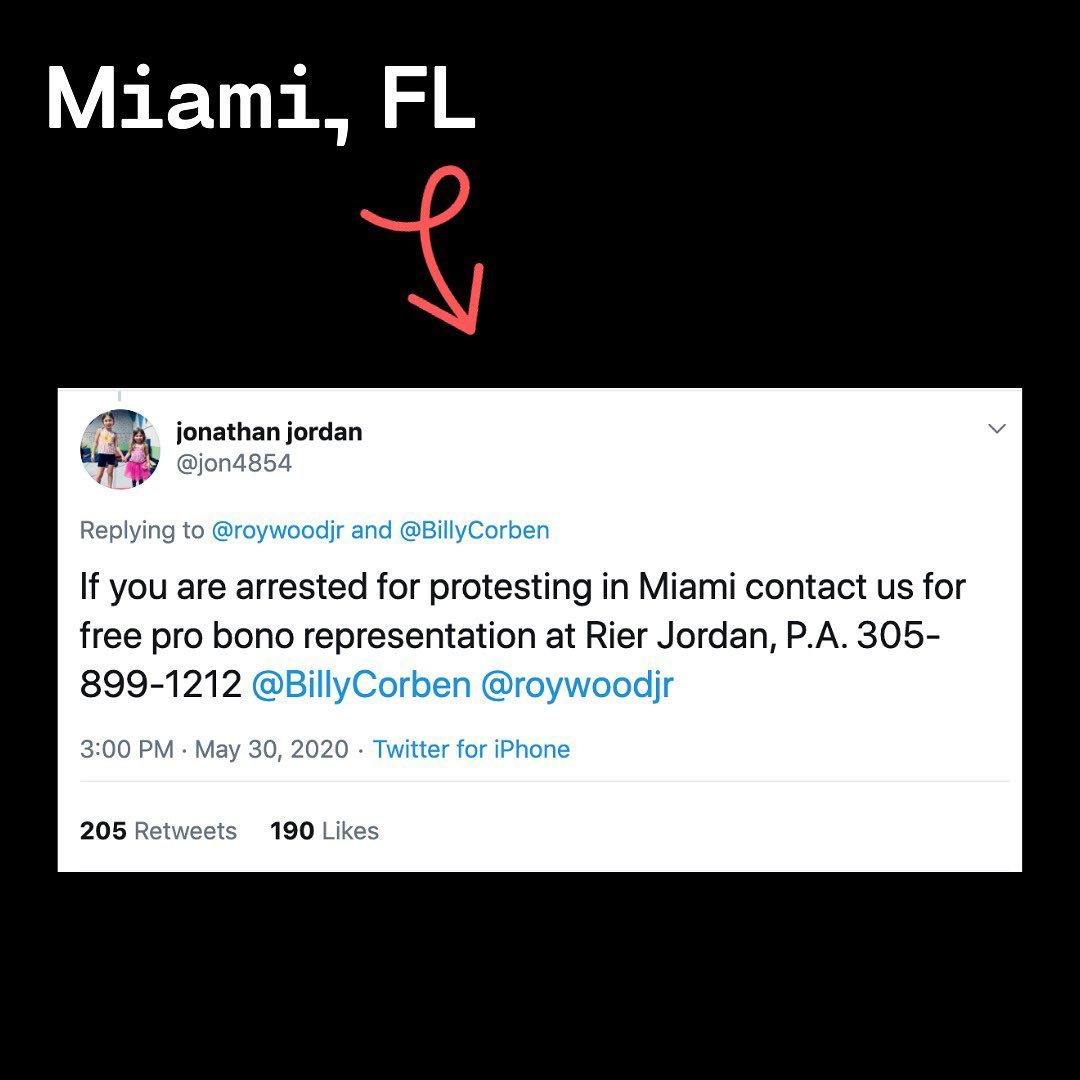 Miami, FL
jonathan jordan
@jon4854
Replying to @roywoodjr and @BillyCorben
If you are arrested for protesting in Miami contact us for
free pro bono representation at Rier Jordan, P.A. 305-
899-1212 @BillyCorben @roywoodjr
3:00 PM · May 30, 2020 · Twitter for iPhone
205 Retweets 190 Likes